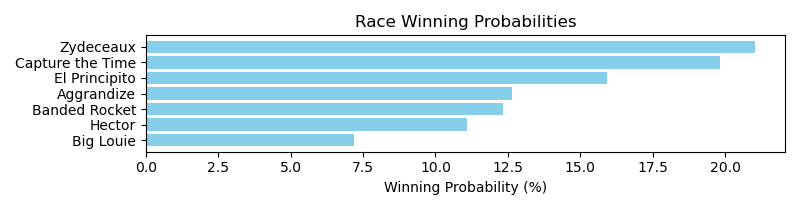 Race Winning Probabilities
Zydeceaux
Capture the Time
El Principito
Aggrandize
Banded Rocket
Hector
Big Louie
0.0 2.5 5.0 7.5 10.0 12.5 15.0 17.5 20.0
Winning Probability (%)